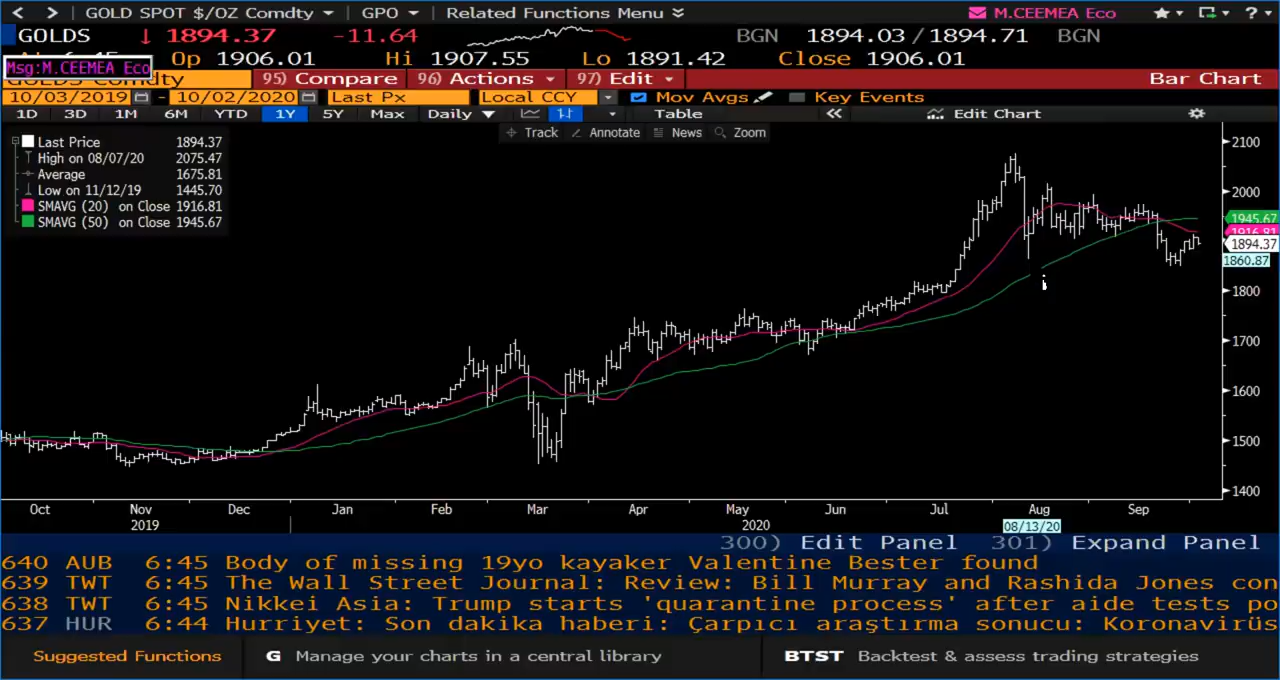 GOLD SPOT $/OZ Comdty GPO Related Functions Menu M.CEEMEA Eco ?
GOLDS ↓ 1894.37 -11.64 BGN 1894.03 / 1894.71 BGN
Op 1906.01 Hi 1907.55 Lo 1891.42 Close 1906.01
Msg:M.CEEMEA Eco
GOLDS Comdty 95) Compare 96) Actions 97) Edit Bar Chart
10/03/2019 - 10/02/2020 Last Px Local CCY Mov Avgs Key Events
1D 3D 1M 6M YTD 1Y 5Y Max Daily ▼ Table « Edit Chart
Track Annotate News Zoom
Last Price 1894.37
High on 08/07/20 2075.47
Average 1675.81
Low on 11/12/19 1445.70
SMAVG (20) on Close 1916.81
SMAVG (50) on Close 1945.67
2100
2000
1945.67
1916.81
1894.37
1860.87
1800
1700
1600
1500
1400
Oct Nov Dec Jan Feb Mar Apr May Jun Jul Aug Sep
2019 2020 08/13/20
300) Edit Panel 301) Expand Panel
640 AUB 6:45 Body of missing 19yo kayaker Valentine Bester found
639 TWT 6:45 The Wall Street Journal: Review: Bill Murray and Rashida Jones con
638 TWT 6:45 Nikkei Asia: Trump starts 'quarantine process' after aide tests po
637 HUR 6:44 Hurriyet: Son dakika haberi: Çarpıcı araştırma sonucu: Koronavirüs
Suggested Functions G Manage your charts in a central library BTST Backtest & assess trading strategies